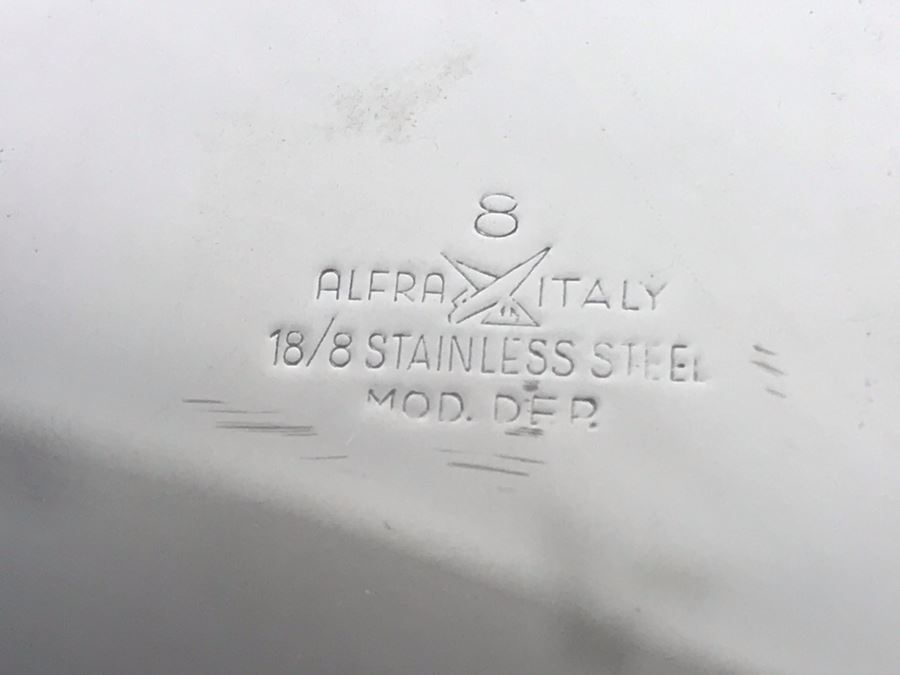 8
ALFRA ITALY
18/8 STAINLESS STEEL
MOD. DEP.